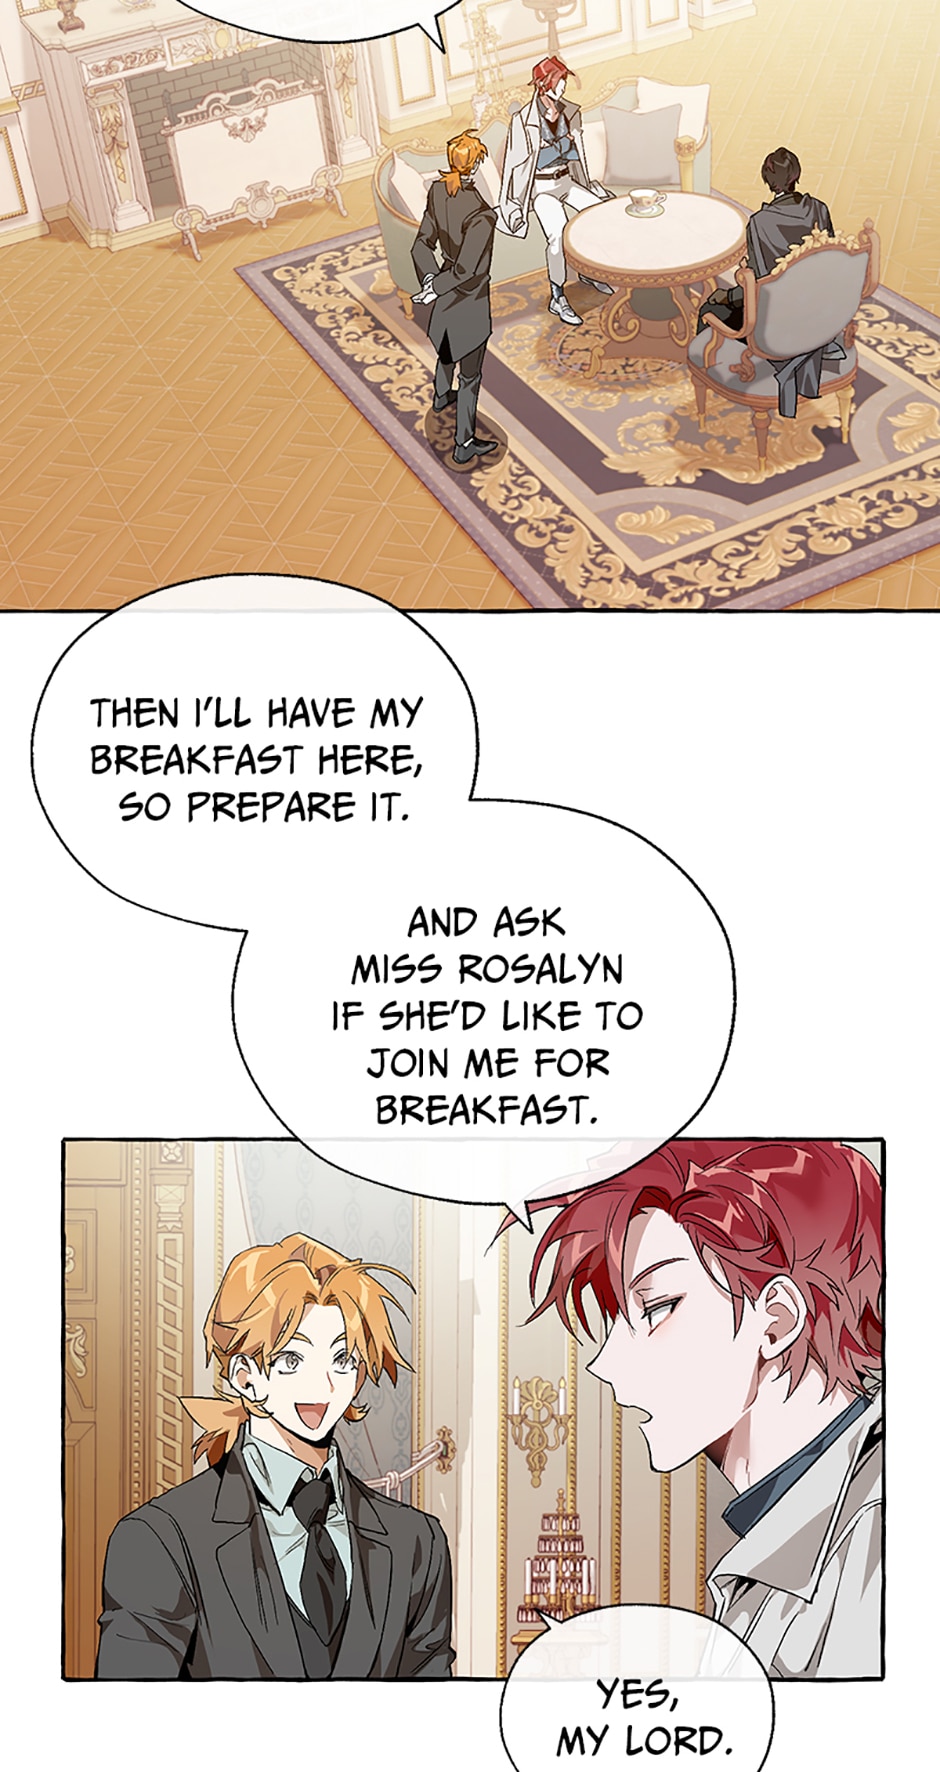 THEN I'LL HAVE MY
BREAKFAST HERE,
SO PREPARE IT.
AND ASK
MISS ROSALYN
IF SHE'D LIKE TO
JOIN ME FOR
BREAKFAST.
YES,
MY LORD.